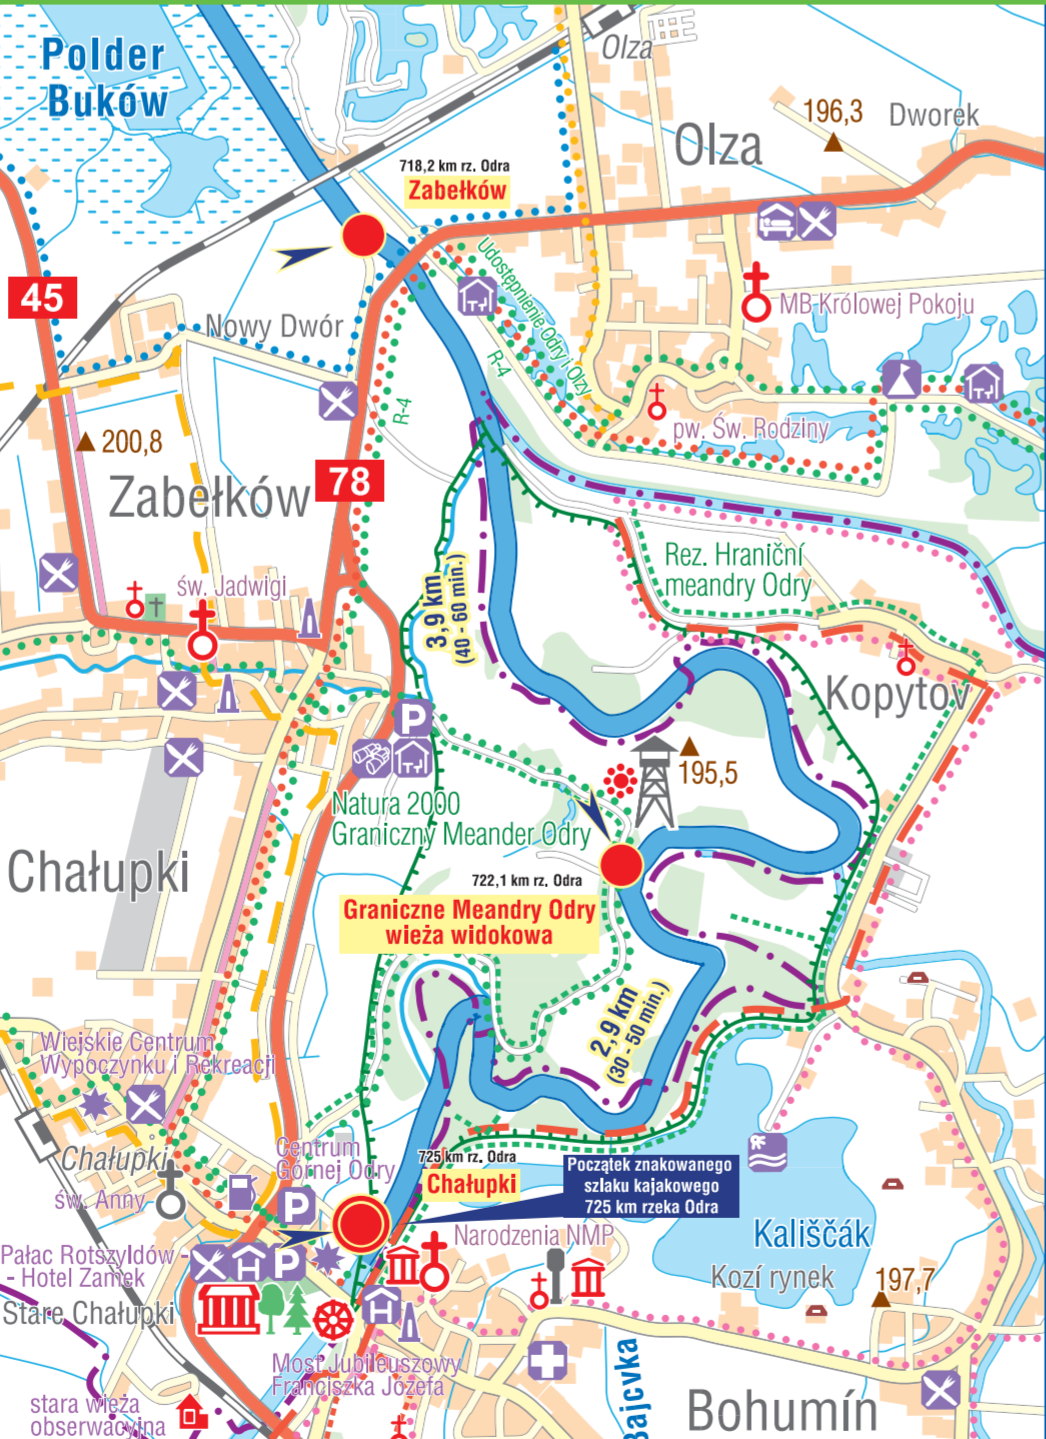 Polder
Buków
Olza
196,3
Dworek
Olza
718,2 km rz. Odra
Zabełków
45
Udostępnienie Odry i Olzy
MB Królowej Pokoju
Nowy Dwór
R-4
R-4
pw. Św. Rodziny
200,8
78
Zabełków
Rez. Hraniční
meandry Odry
3,9 km
(40 - 60 min.)
św. Jadwigi
Kopytov
P
195,5
Natura 2000
Graniczny Meander Odry
Chałupki
722,1 km rz. Odra
Graniczne Meandry Odry
wieża widokowa
2,9 km
(30 - 50 min.)
Wiejskie Centrum
Wypoczynku i Rekreacji
Chałupki
Centrum
Górnej Odry
725 km rz. Odra
Chałupki
Początek znakowanego
szlaku kajakowego
725 km rzeka Odra
św. Anny
P
Narodzenia NMP
Kališčák
Pałac Rotszyldów -
- Hotel Zamek
H
P
Kozí rynek
197,7
Stare Chałupki
H
Most Jubileuszowy
Franciszka Józefa
Bajcvka
stara wieża
obserwacyjna
Bohumín